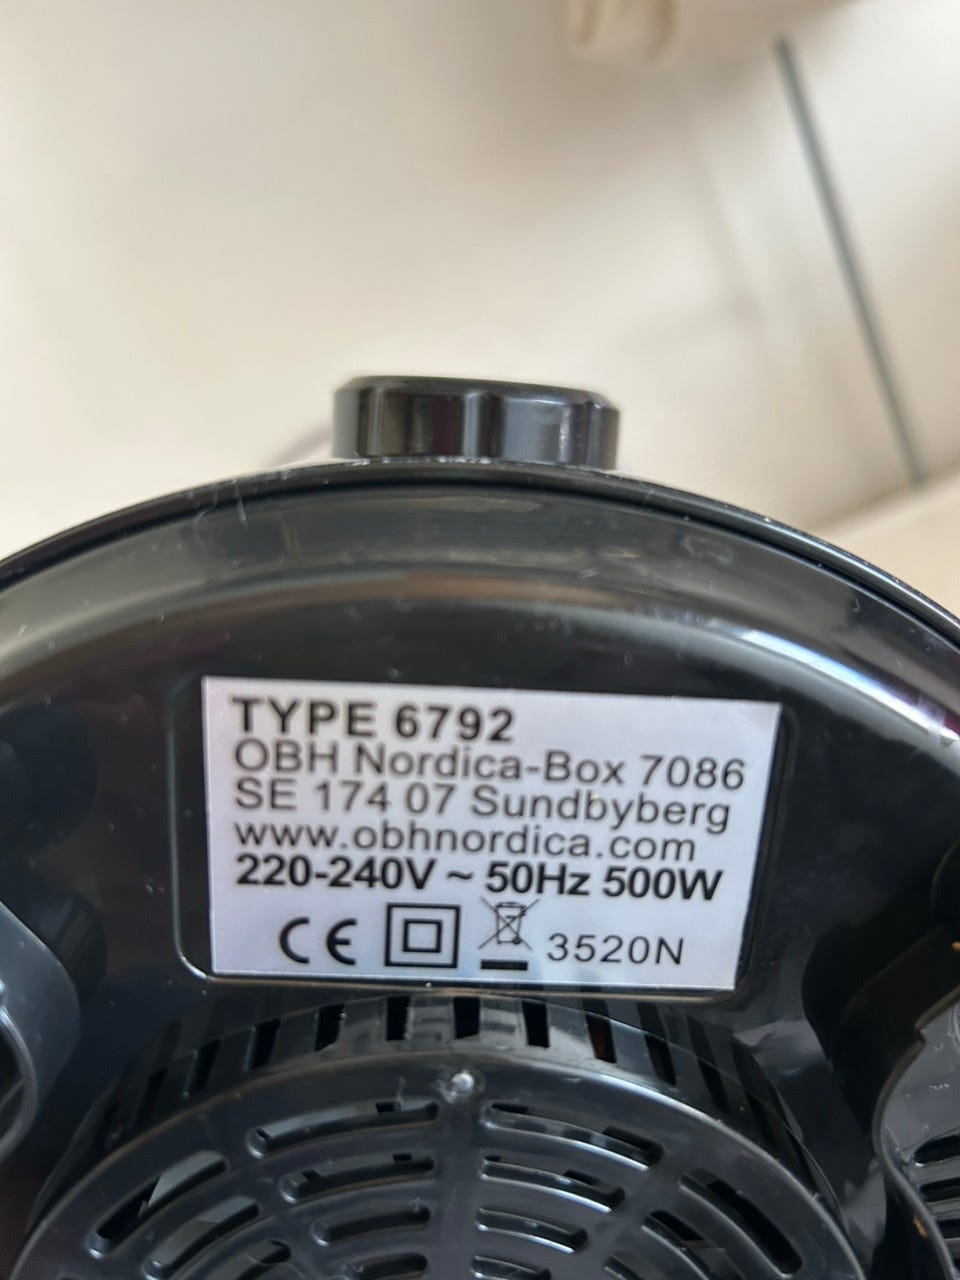 TYPE 6792
OBH Nordica-Box 7086
SE 174 07 Sundbyberg
www.obhnordica.com
220-240V ~ 50Hz 500W
CE 3520N